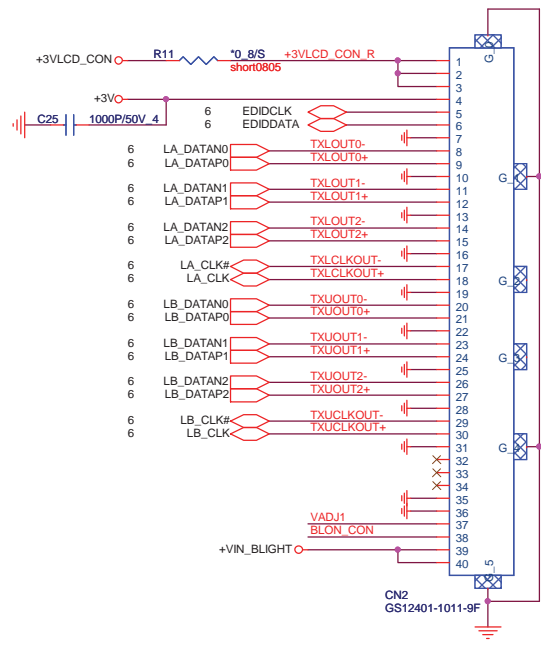 G_0
+3VLCD_CON R11 *0_8/S +3VLCD_CON_R 1
short0805
2
3
+3V 4
C25 1000P/50V_4
6 EDIDCLK 5
6 EDIDDATA 6
7
6 LA_DATAN0 TXLOUT0- 8
6 LA_DATAP0 TXLOUT0+ 9
10 G_1
6 LA_DATAN1 TXLOUT1- 11
6 LA_DATAP1 TXLOUT1+ 12
13
6 LA_DATAN2 TXLOUT2- 14
6 LA_DATAP2 TXLOUT2+ 15
16
6 LA_CLK# TXLCLKOUT- 17
6 LA_CLK TXLCLKOUT+ 18 G_2
19
6 LB_DATAN0 TXUOUT0- 20
6 LB_DATAP0 TXUOUT0+ 21
22
6 LB_DATAN1 TXUOUT1- 23
6 LB_DATAP1 TXUOUT1+ 24 G_3
25
6 LB_DATAN2 TXUOUT2- 26
6 LB_DATAP2 TXUOUT2+ 27
28
6 LB_CLK# TXUCLKOUT- 29
6 LB_CLK TXUCLKOUT+ 30
31 G_4
32
33
34
35
36
VADJ1 37
BLON_CON 38
+VIN_BLIGHT 39
40 G_5
CN2
GS12401-1011-9F